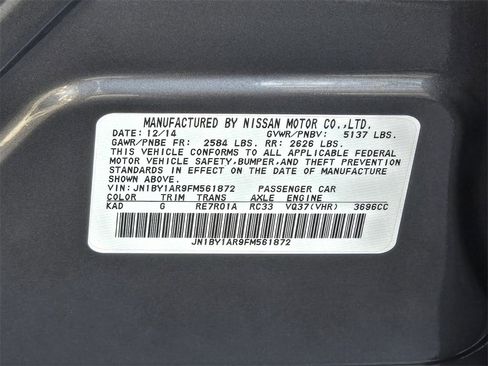 MANUFACTURED BY NISSAN MOTOR CO.,LTD.
DATE: 12/14 GVWR/PNBV: 5137 LBS.
GAWR/PNBE FR: 2584 LBS. RR: 2626 LBS.
THIS VEHICLE CONFORMS TO ALL APPLICABLE FEDERAL
MOTOR VEHICLE SAFETY,BUMPER,AND THEFT PREVENTION
STANDARDS IN EFFECT ON THE DATE OF MANUFACTURE
SHOWN ABOVE.
VIN: JN1BY1AR9FM561872 PASSENGER CAR
COLOR TRIM TRANS AXLE ENGINE
KAD G RE7R01A RC33 VQ37(VHR) 3696CC
JN1BY1AR9FM561872